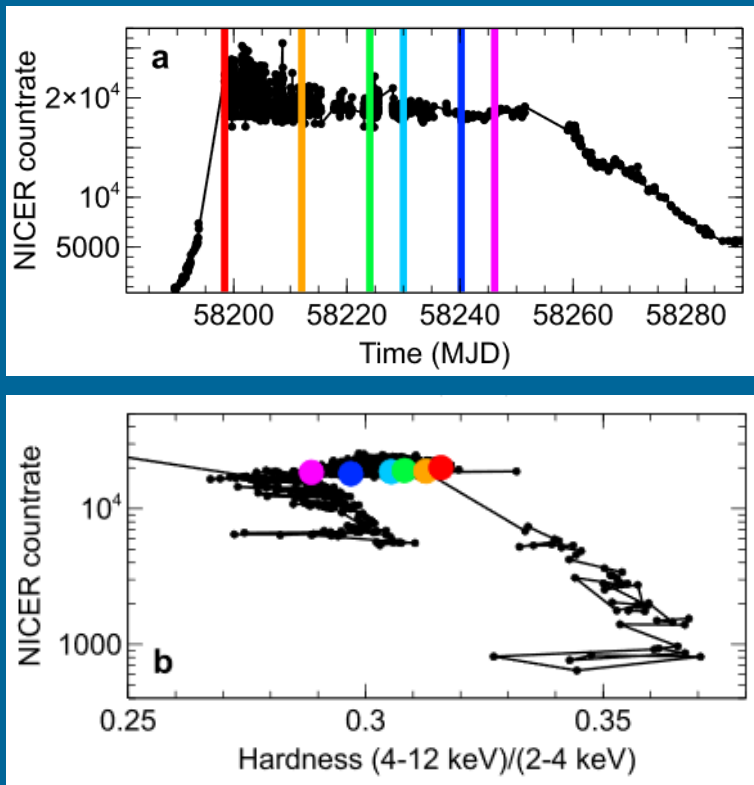 a
NICER countrate
2×10⁴
10⁴
5000
58200 58220 58240 58260 58280
Time (MJD)
NICER countrate
10⁴
1000
b
0.25 0.3 0.35
Hardness (4-12 keV)/(2-4 keV)